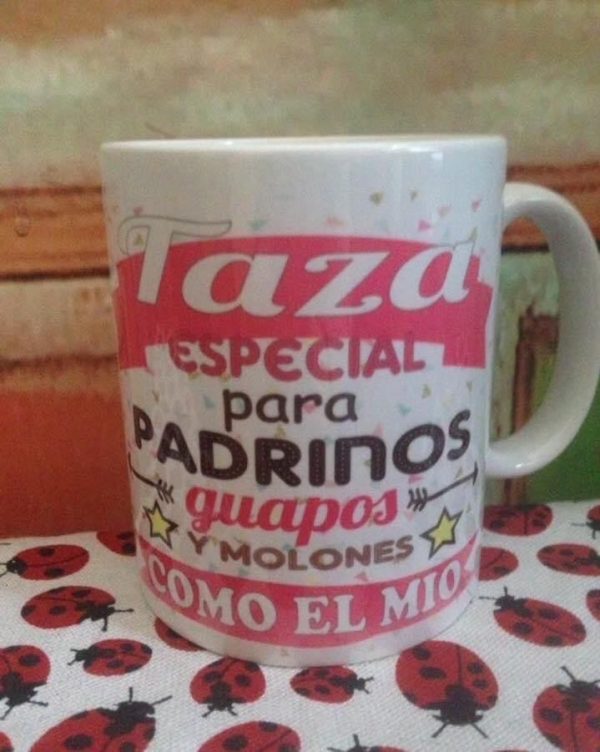 Taza
ESPECIAL
para
PADRINOS
guapos
Y MOLONES
COMO EL MIO